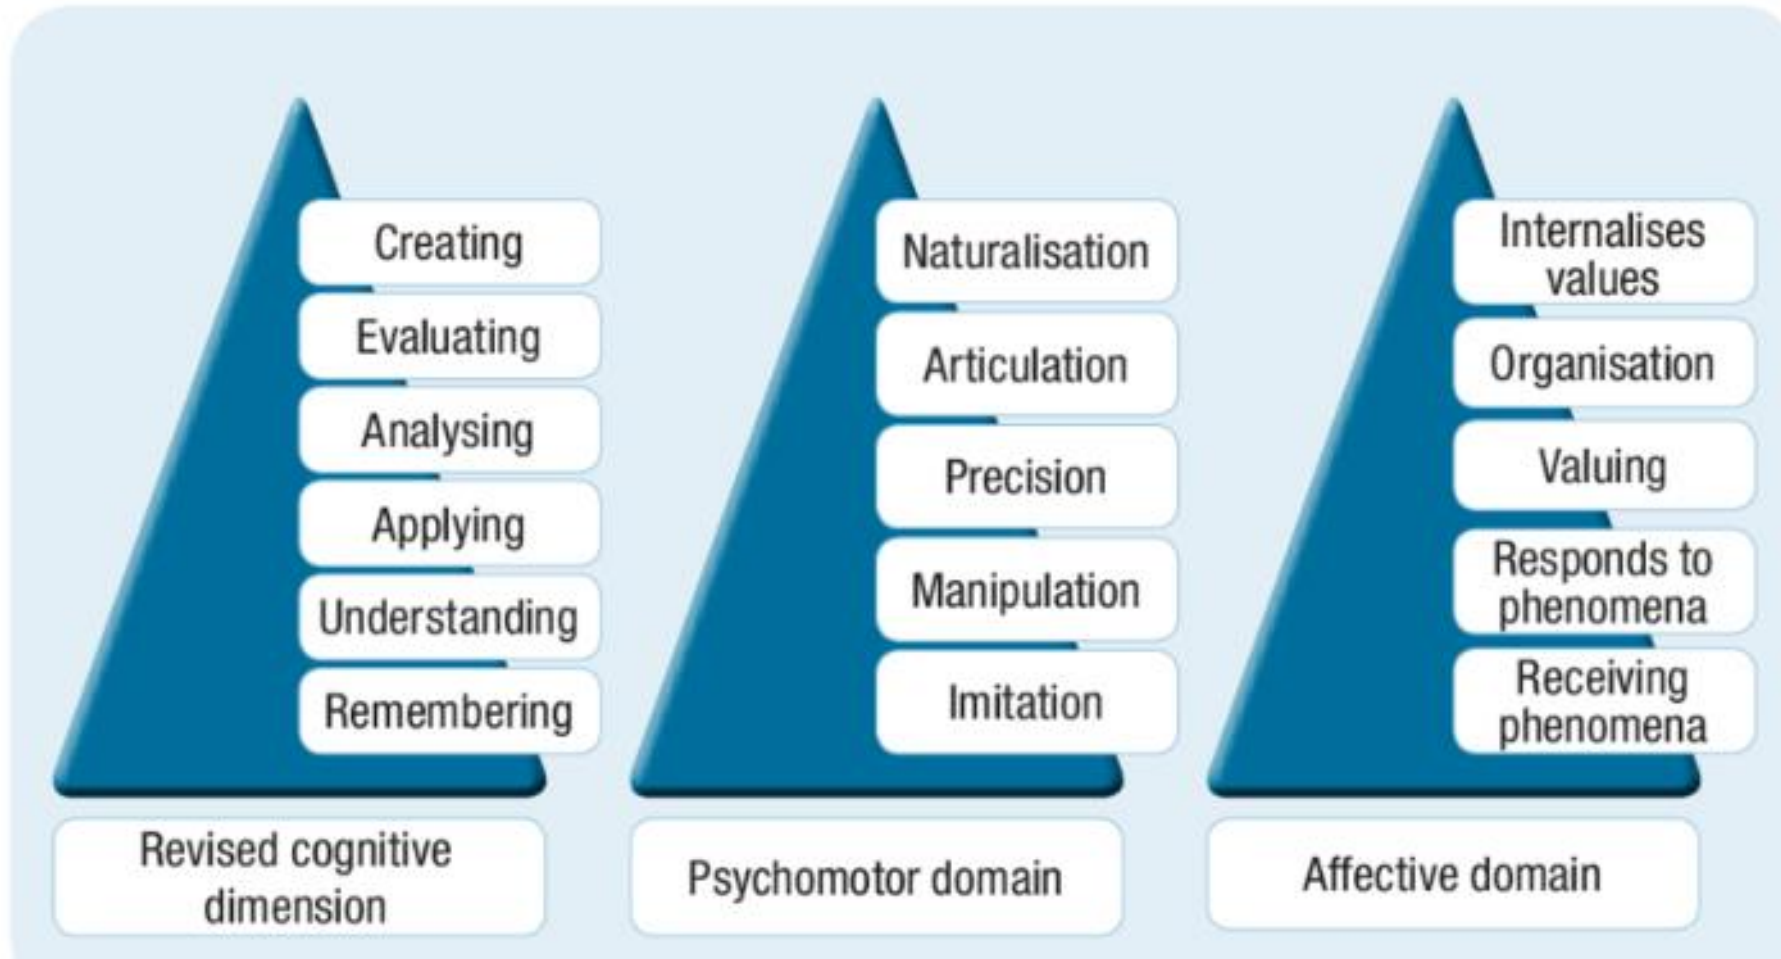 Creating
Evaluating
Analysing
Applying
Understanding
Remembering
Revised cognitive
dimension
Naturalisation
Articulation
Precision
Manipulation
Imitation
Psychomotor domain
Internalises
values
Organisation
Valuing
Responds to
phenomena
Receiving
phenomena
Affective domain